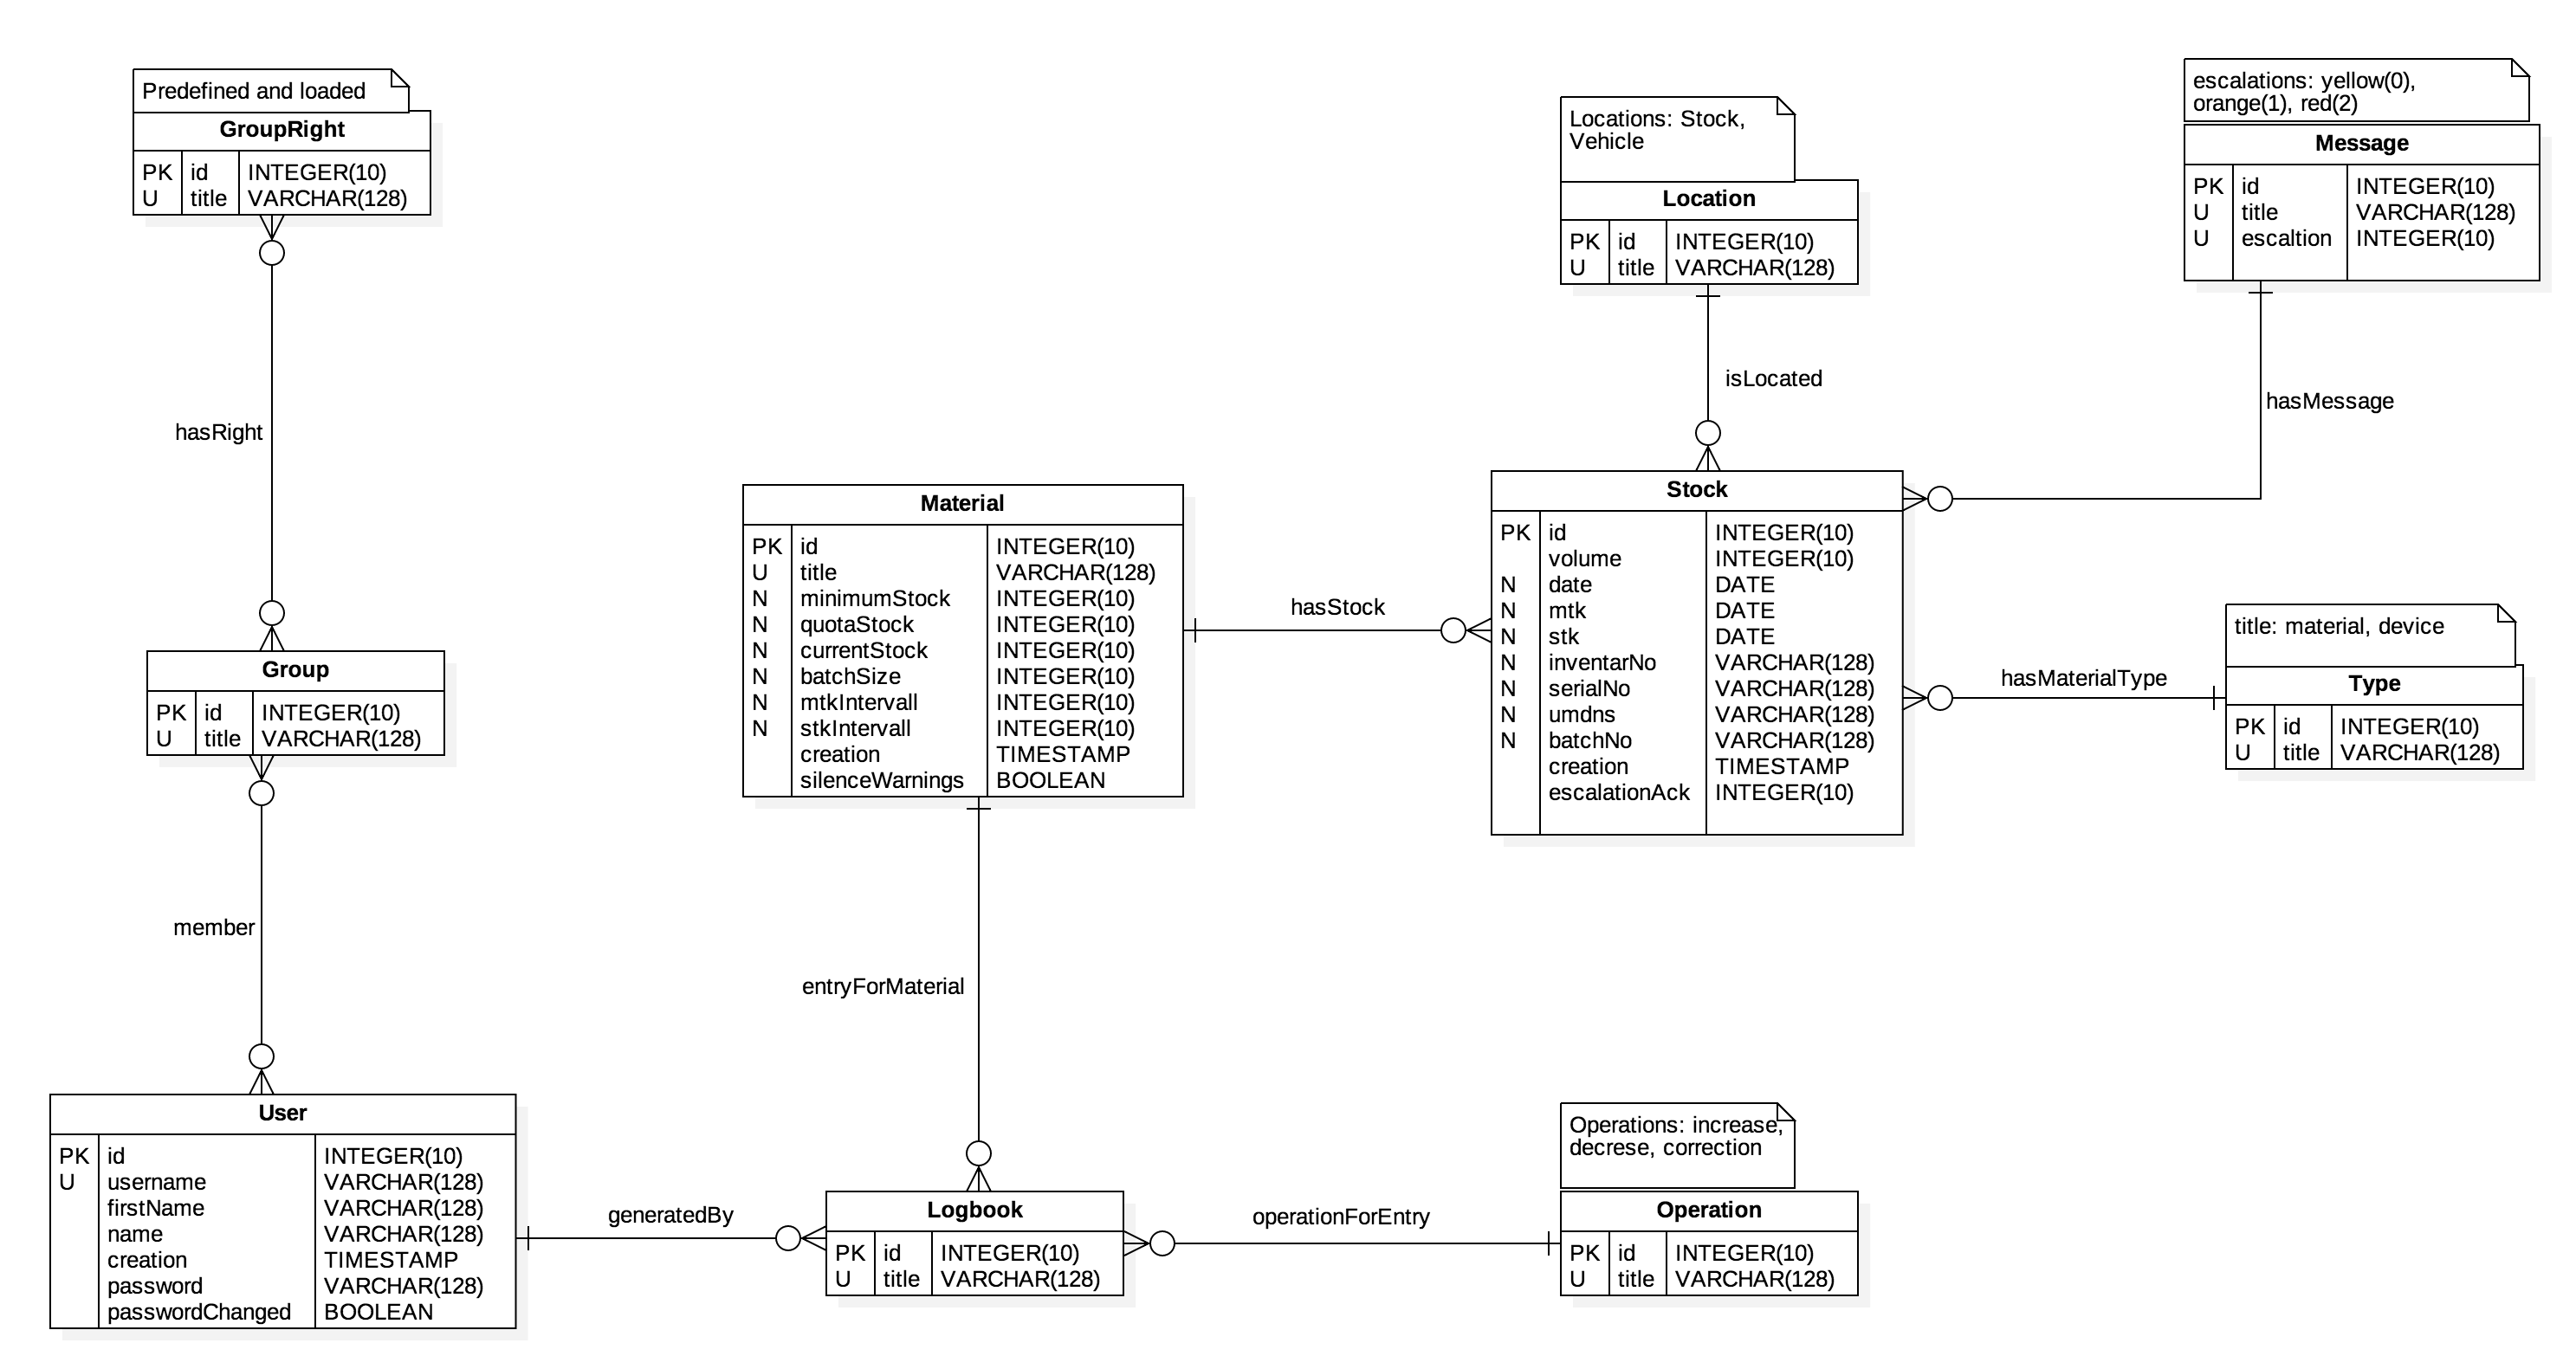 Predefined and loaded
GroupRight
PK id INTEGER(10)
U title VARCHAR(128)
hasRight
Group
PK id INTEGER(10)
U title VARCHAR(128)
member
User
PK id INTEGER(10)
U username VARCHAR(128)
firstName VARCHAR(128)
name VARCHAR(128)
creation TIMESTAMP
password VARCHAR(128)
passwordChanged BOOLEAN
generatedBy
Material
PK id INTEGER(10)
U title VARCHAR(128)
N minimumStock INTEGER(10)
N quotaStock INTEGER(10)
N currentStock INTEGER(10)
N batchSize INTEGER(10)
N mtkIntervall INTEGER(10)
N stkIntervall INTEGER(10)
creation TIMESTAMP
silenceWarnings BOOLEAN
entryForMaterial
Logbook
PK id INTEGER(10)
U title VARCHAR(128)
operationForEntry
Operations: increase,
decrese, correction
Operation
PK id INTEGER(10)
U title VARCHAR(128)
hasStock
Locations: Stock,
Vehicle
Location
PK id INTEGER(10)
U title VARCHAR(128)
isLocated
Stock
PK id INTEGER(10)
volume INTEGER(10)
N date DATE
N mtk DATE
N stk DATE
N inventarNo VARCHAR(128)
N serialNo VARCHAR(128)
N umdns VARCHAR(128)
N batchNo VARCHAR(128)
creation TIMESTAMP
escalationAck INTEGER(10)
escalations: yellow(0),
orange(1), red(2)
Message
PK id INTEGER(10)
U title VARCHAR(128)
U escaltion INTEGER(10)
hasMessage
hasMaterialType
title: material, device
Type
PK id INTEGER(10)
U title VARCHAR(128)